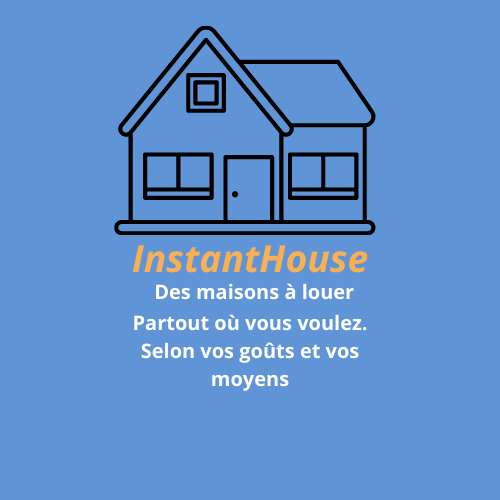 InstantHouse
Des maisons à louer
Partout où vous voulez.
Selon vos goûts et vos
moyens